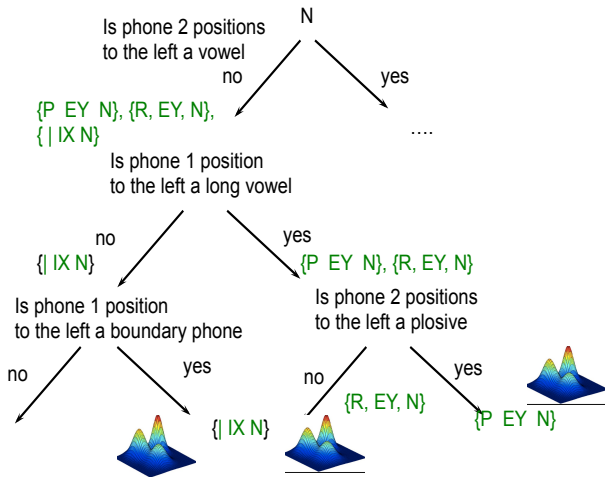 N
Is phone 2 positions
to the left a vowel
no
yes
{P EY N}, {R, EY, N},
{ | IX N}
....
Is phone 1 position
to the left a long vowel
no
yes
{| IX N}
{P EY N}, {R, EY, N}
Is phone 1 position
to the left a boundary phone
Is phone 2 positions
to the left a plosive
no
yes
no
yes
{| IX N}
{R, EY, N}
{P EY N}